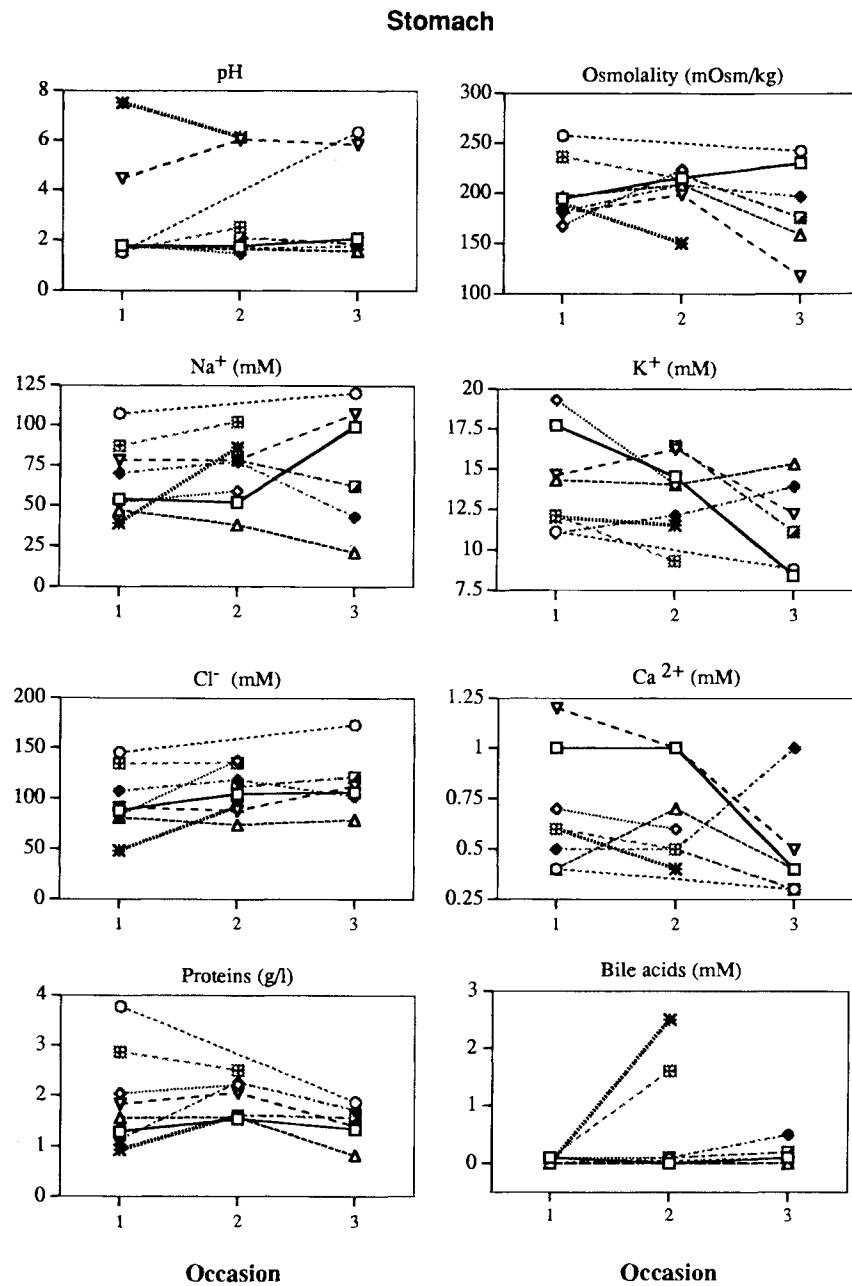 Stomach
pH
8
6
4
2
0
1 2 3
Osmolality (mOsm/kg)
300
250
200
150
100
1 2 3
Na+ (mM)
125
100
75
50
25
0
1 2 3
K+ (mM)
20
17.5
15
12.5
10
7.5
1 2 3
Cl- (mM)
200
150
100
50
0
1 2 3
Ca 2+ (mM)
1.25
1
0.75
0.5
0.25
1 2 3
Proteins (g/l)
4
3
2
1
0
1 2 3
Bile acids (mM)
3
2
1
0
1 2 3
Occasion
Occasion